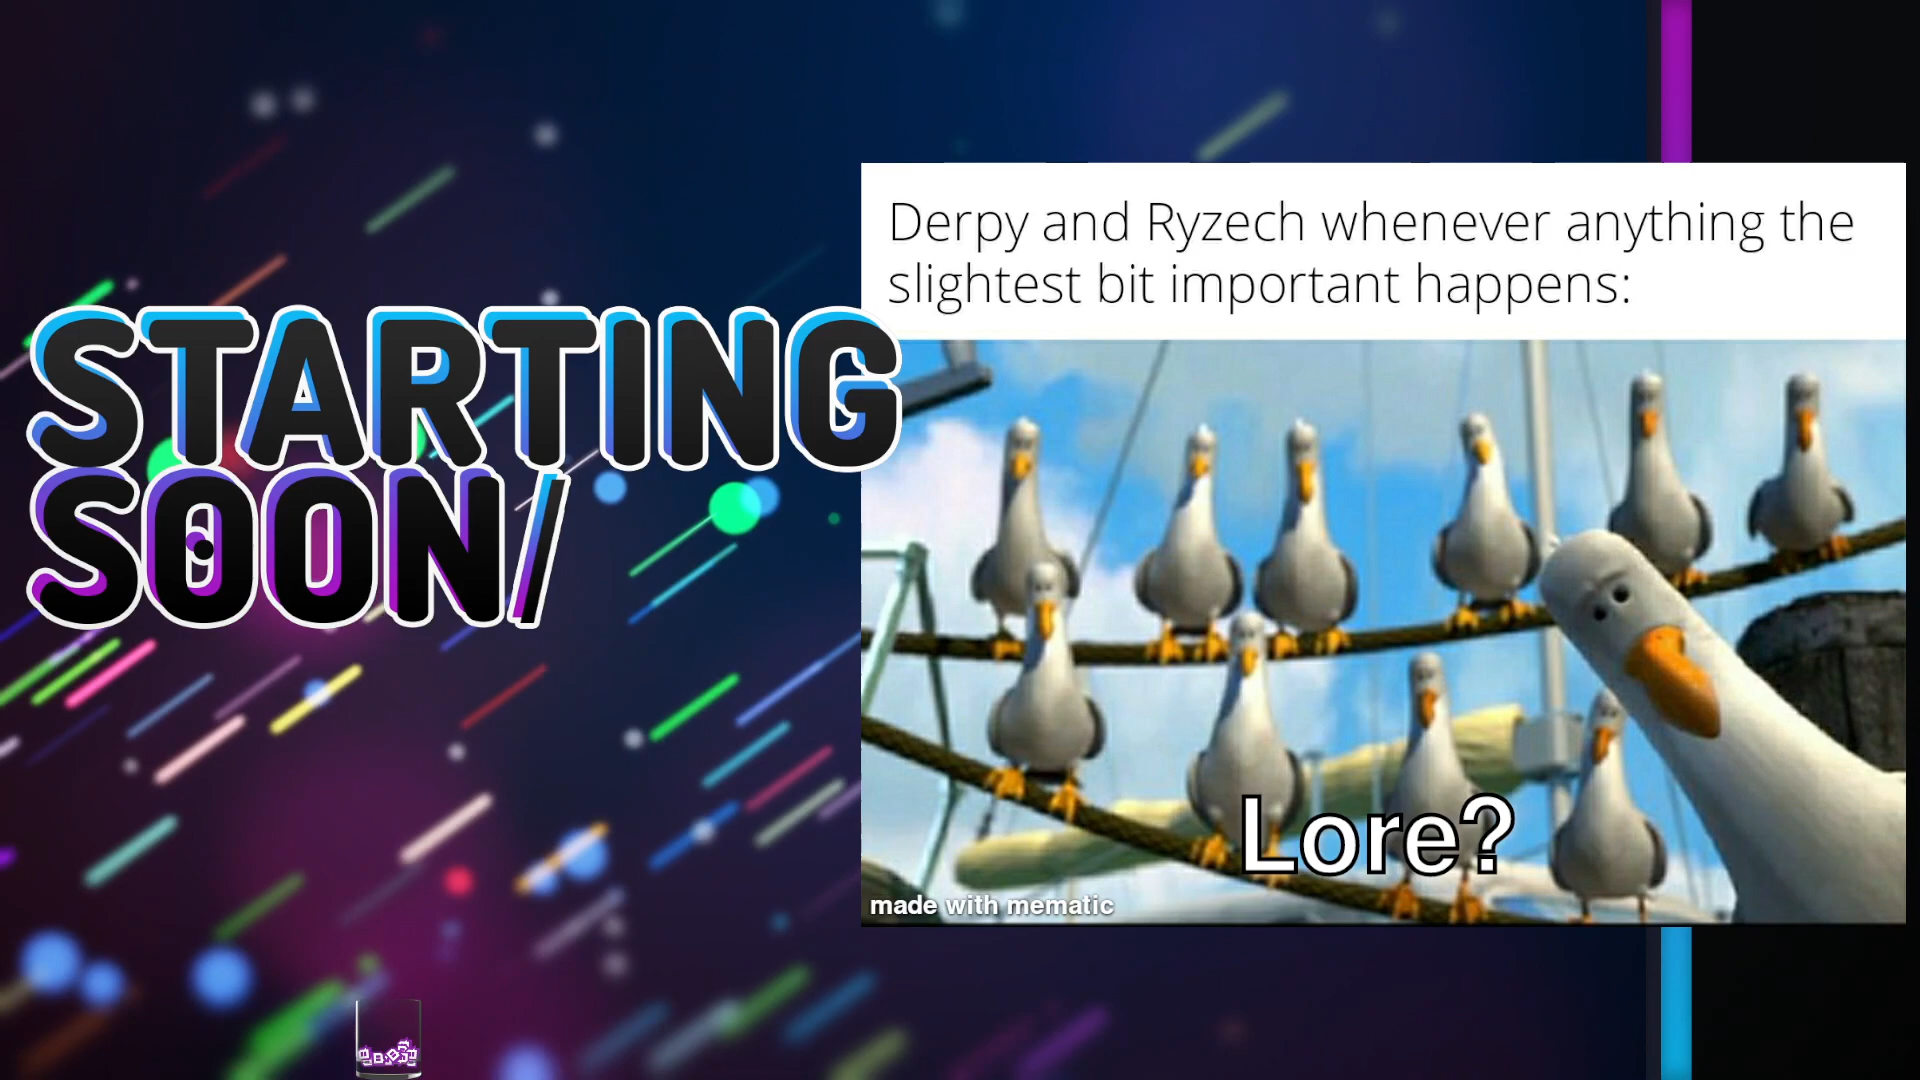 STARTING
SOON/
Derpy and Ryzech whenever anything the
slightest bit important happens:
Lore?
made with mematic